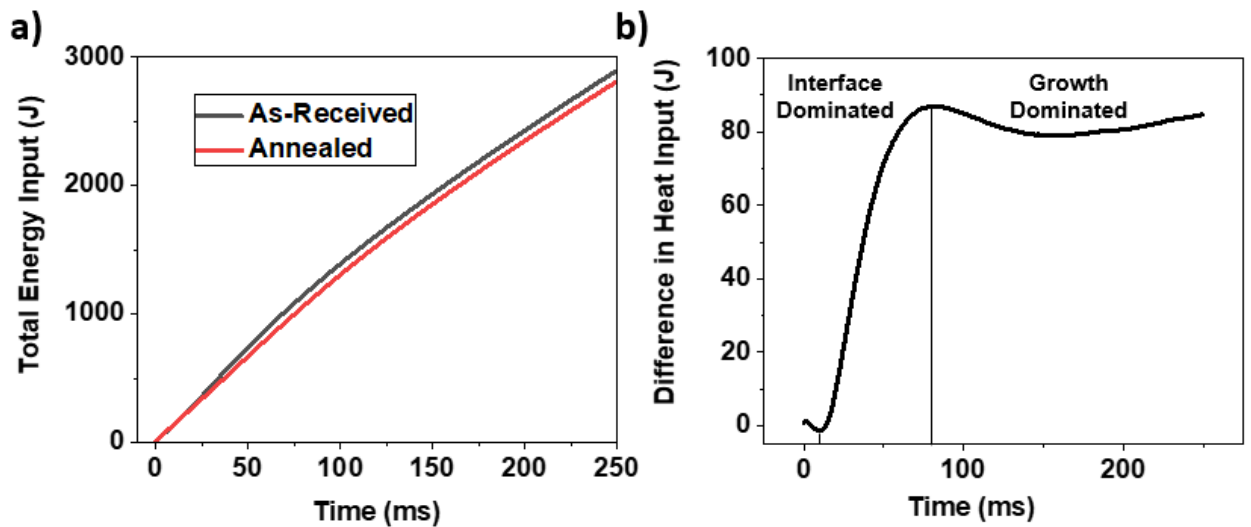 a)
Total Energy Input (J)
3000
2000
1000
0
As-Received
Annealed
0 50 100 150 200 250
Time (ms)
b)
Difference in Heat Input (J)
100
80
60
40
20
0
Interface
Dominated
Growth
Dominated
0 100 200
Time (ms)